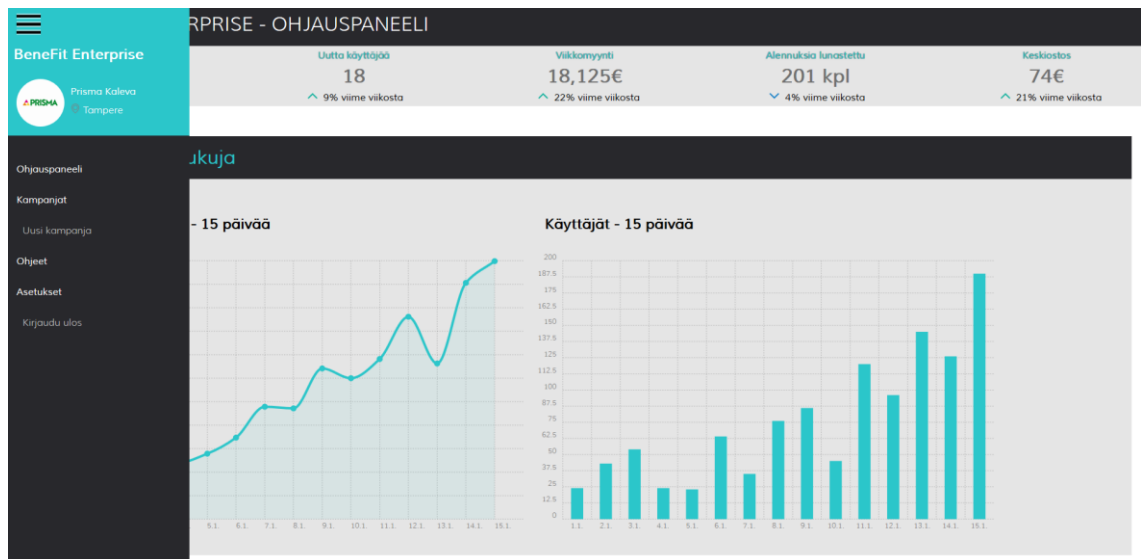 RPRISE - OHJAUSPANEELI
BeneFit Enterprise
PRISMA
Prisma Kaleva
Tampere
Uutta käyttäjää
18
9% viime viikosta
Viikkomyynti
18,125€
22% viime viikosta
Alennuksia lunastettu
201 kpl
4% viime viikosta
Keskiostos
74€
21% viime viikosta
Ohjauspaneeli
Kampanjat
Uusi kampanja
Ohjeet
Asetukset
Kirjaudu ulos
ukuja
- 15 päivää
5.1. 6.1. 7.1. 8.1. 9.1. 10.1. 11.1. 12.1. 13.1. 14.1. 15.1.
Käyttäjät - 15 päivää
200
187.5
175
162.5
150
137.5
125
112.5
100
87.5
75
62.5
50
37.5
25
12.5
0
1.1. 2.1. 3.1. 4.1. 5.1. 6.1. 7.1. 8.1. 9.1. 10.1. 11.1. 12.1. 13.1. 14.1. 15.1.